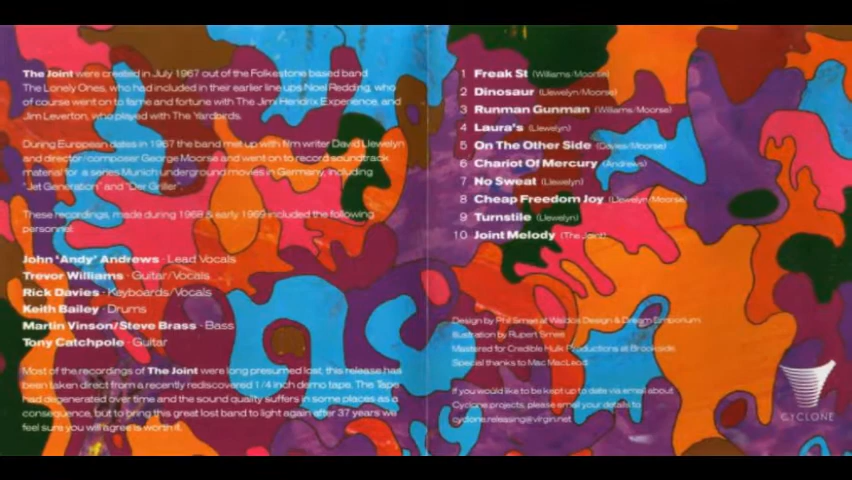 The Joint were created in July 1967 out of the Folkestone based band
The Lonely Ones, who had included in their earlier line ups Noel Redding, who
of course went on to fame and fortune with The Jimi Hendrix Experience, and
Jim Leverton, who played with The Yardbirds.
During European dates in 1967 the band met up with film writer David Llewelyn
and director/composer George Moorse and went on to record soundtrack
material for a series Munich underground movies in Germany, including
"Jet Generation" and "Der Griller".
These recordings, made during 1968 & early 1969 included the following
personnel:
John 'Andy' Andrews - Lead Vocals
Trevor Williams - Guitar/Vocals
Rick Davies - Keyboards/Vocals
Keith Bailey - Drums
Martin Vinson/Steve Brass - Bass
Tony Catchpole - Guitar
Most of the recordings of The Joint were long presumed lost, this release has
been taken direct from a recently rediscovered 1/4 inch demo tape. The Tape
had degenerated over time and the sound quality suffers in some places as a
consequence, but to bring this great lost band to light again after 37 years we
feel sure you will agree is worth it.
1 Freak St (Williams/Moorse)
2 Dinosaur (Llewelyn/Moorse)
3 Runman Gunman (Williams/Moorse)
4 Laura's (Llewelyn)
5 On The Other Side (Davies/Moorse)
6 Chariot Of Mercury (Andrews)
7 No Sweat (Llewelyn)
8 Cheap Freedom Joy (Llewelyn/Moorse)
9 Turnstile (Llewelyn)
10 Joint Melody (The Joint)
Design by Phil Smee at Waldos Design & Dream Emporium
Illustration by Rupert Smee
Mastered for Credible Hulk Productions at Brookside
Special thanks to Mac MacLeod
If you would like to be kept up to date via email about
Cyclone projects, please email your details to
cyclone.releasing@virgin.net
CYCLONE